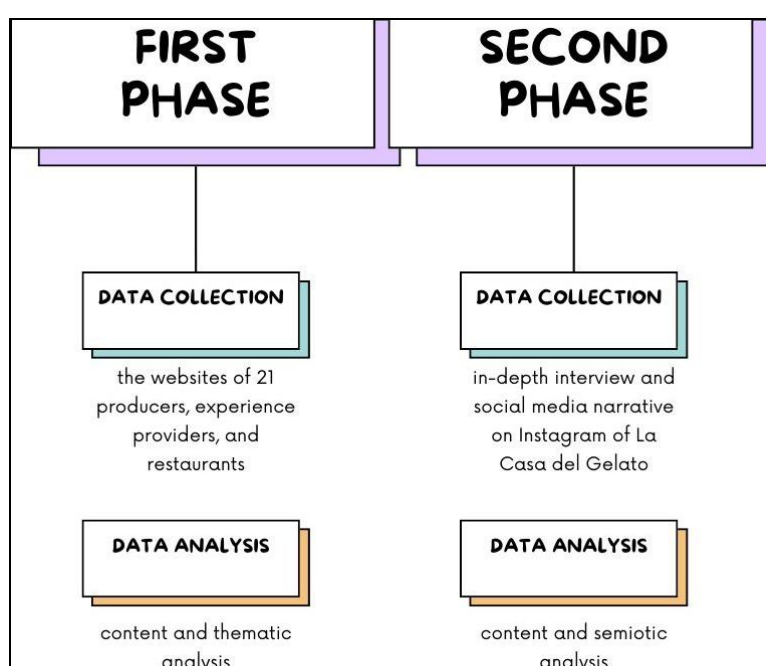 FIRST
PHASE
DATA COLLECTION
the websites of 21
producers, experience
providers, and
restaurants
DATA ANALYSIS
content and thematic
analysis
SECOND
PHASE
DATA COLLECTION
in-depth interview and
social media narrative
on Instagram of La
Casa del Gelato
DATA ANALYSIS
content and semiotic
analysis